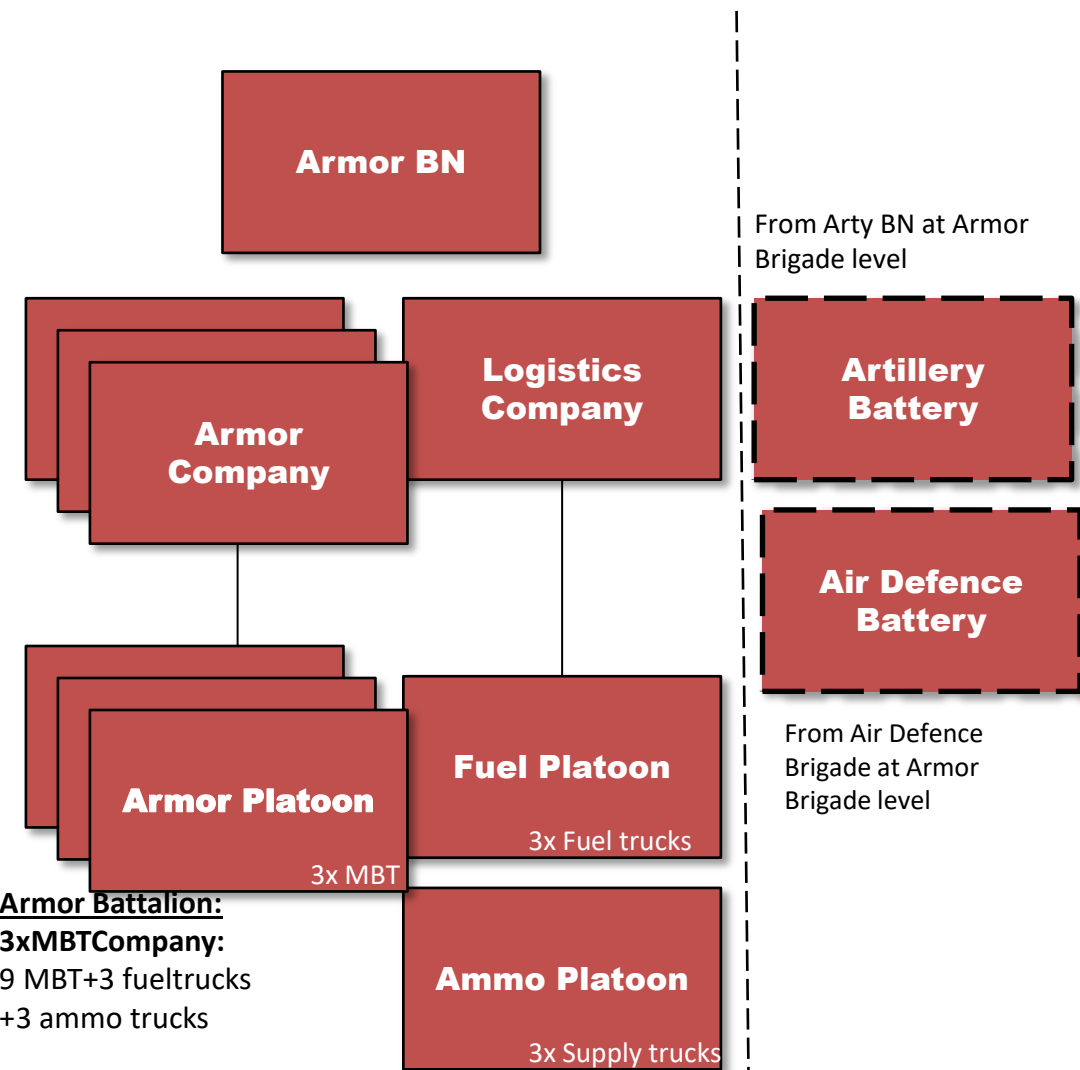 Armor BN
From Arty BN at Armor
Brigade level
Armor
Company
Logistics
Company
Artillery
Battery
Air Defence
Battery
From Air Defence
Brigade at Armor
Brigade level
Armor Platoon
3x MBT
Fuel Platoon
3x Fuel trucks
Armor Battalion:
3xMBTCompany:
9 MBT+3 fueltrucks
+3 ammo trucks
Ammo Platoon
3x Supply trucks